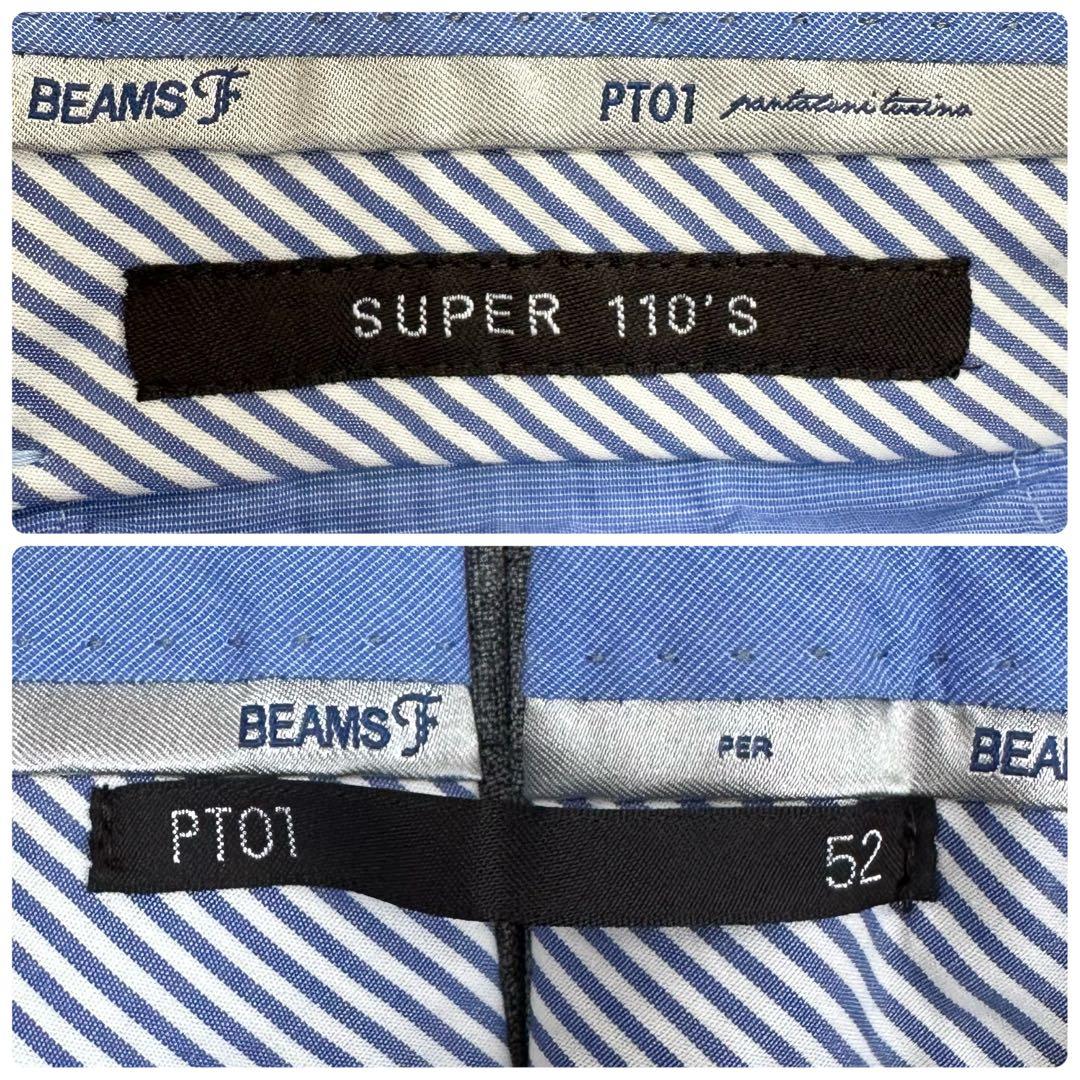 BEAMS F PT01 pantaloni torino
SUPER 110'S
BEAMS F PER BEA
PT01 52